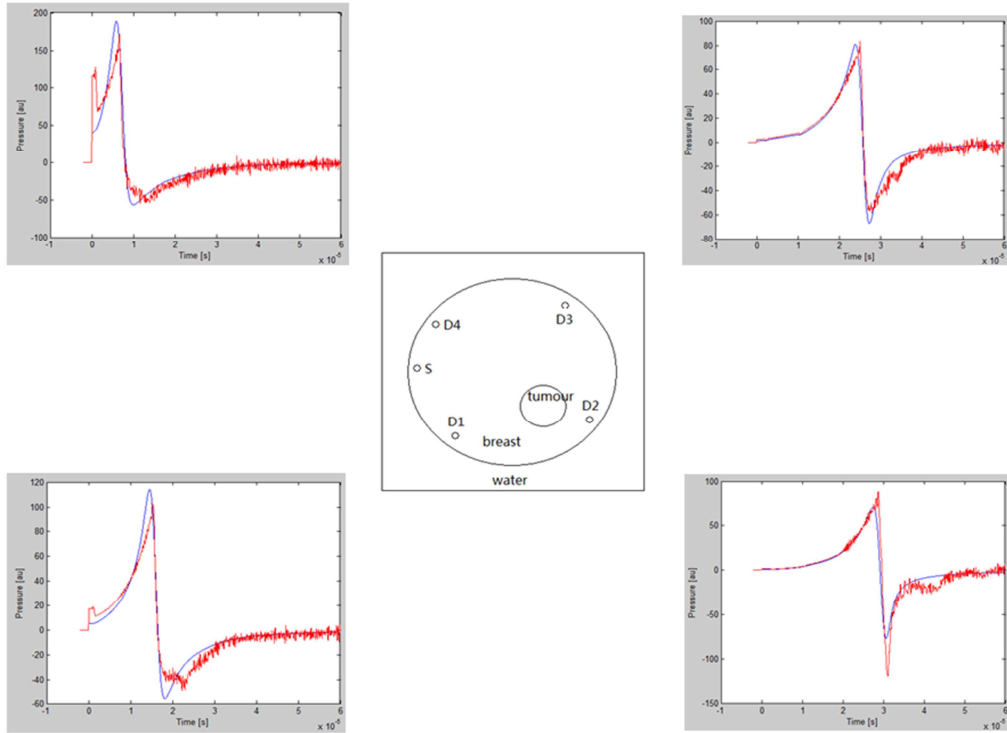 200
150
100
50
0
-50
-100
-1 0 1 2 3 4 5 6
Pressure [au]
Time [s]
x 10^-5
100
80
60
40
20
0
-20
-40
-60
-80
-1 0 1 2 3 4 5 6
Pressure [au]
Time [s]
x 10^-5
D3
D4
S
tumour
D2
D1
breast
water
120
100
80
60
40
20
0
-20
-40
-60
-1 0 1 2 3 4 5 6
Pressure [au]
Time [s]
x 10^-5
100
50
0
-50
-100
-150
-1 0 1 2 3 4 5 6
Pressure [au]
Time [s]
x 10^-5